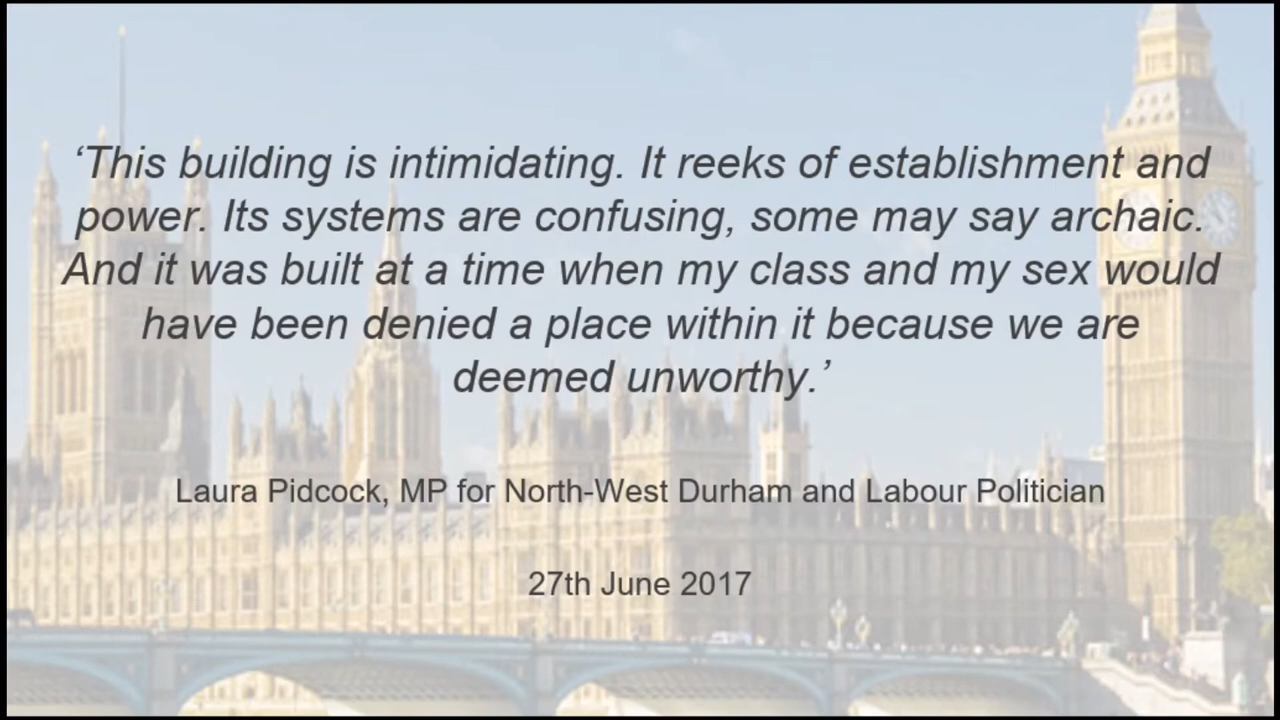 ‘This building is intimidating. It reeks of establishment and
power. Its systems are confusing, some may say archaic.
And it was built at a time when my class and my sex would
have been denied a place within it because we are
deemed unworthy.’
Laura Pidcock, MP for North-West Durham and Labour Politician
27th June 2017